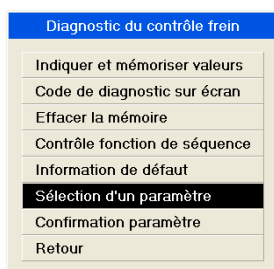 Diagnostic du contrôle frein
Indiquer et mémoriser valeurs
Code de diagnostic sur écran
Effacer la mémoire
Contrôle fonction de séquence
Information de défaut
Sélection d'un paramètre
Confirmation paramètre
Retour